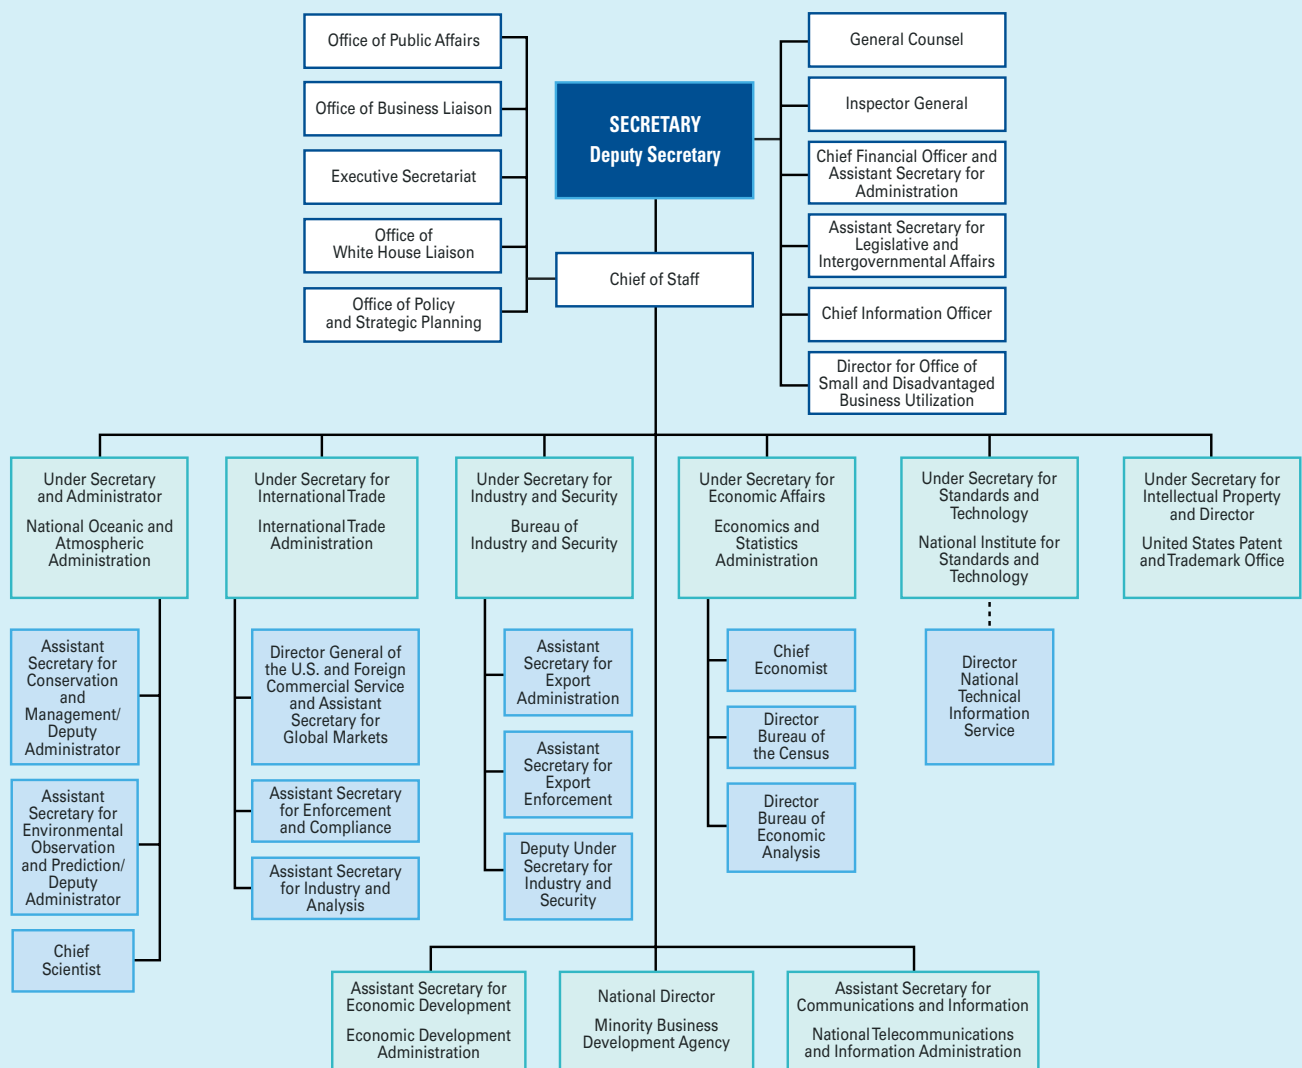 Office of Public Affairs
Office of Business Liaison
Executive Secretariat
Office of
White House Liaison
Office of Policy
and Strategic Planning
SECRETARY
Deputy Secretary
Chief of Staff
General Counsel
Inspector General
Chief Financial Officer and
Assistant Secretary for
Administration
Assistant Secretary for
Legislative and
Intergovernmental Affairs
Chief Information Officer
Director for Office of
Small and Disadvantaged
Business Utilization
Under Secretary
and Administrator
National Oceanic and
Atmospheric
Administration
Under Secretary for
International Trade
International Trade
Administration
Under Secretary for
Industry and Security
Bureau of
Industry and Security
Under Secretary for
Economic Affairs
Economics and
Statistics
Administration
Under Secretary for
Standards and
Technology
National Institute for
Standards and
Technology
Under Secretary for
Intellectual Property
and Director
United States Patent
and Trademark Office
Assistant
Secretary for
Conservation
and
Management/
Deputy
Administrator
Assistant
Secretary for
Environmental
Observation
and Prediction/
Deputy
Administrator
Chief
Scientist
Director General of
the U.S. and Foreign
Commercial Service
and Assistant
Secretary for
Global Markets
Assistant Secretary
for Enforcement
and Compliance
Assistant Secretary
for Industry and
Analysis
Assistant
Secretary for
Export
Administration
Assistant
Secretary for
Export
Enforcement
Deputy Under
Secretary for
Industry and
Security
Chief
Economist
Director
Bureau of
the Census
Director
Bureau of
Economic
Analysis
Director
National
Technical
Information
Service
Assistant Secretary for
Economic Development
Economic Development
Administration
National Director
Minority Business
Development Agency
Assistant Secretary for
Communications and Information
National Telecommunications
and Information Administration